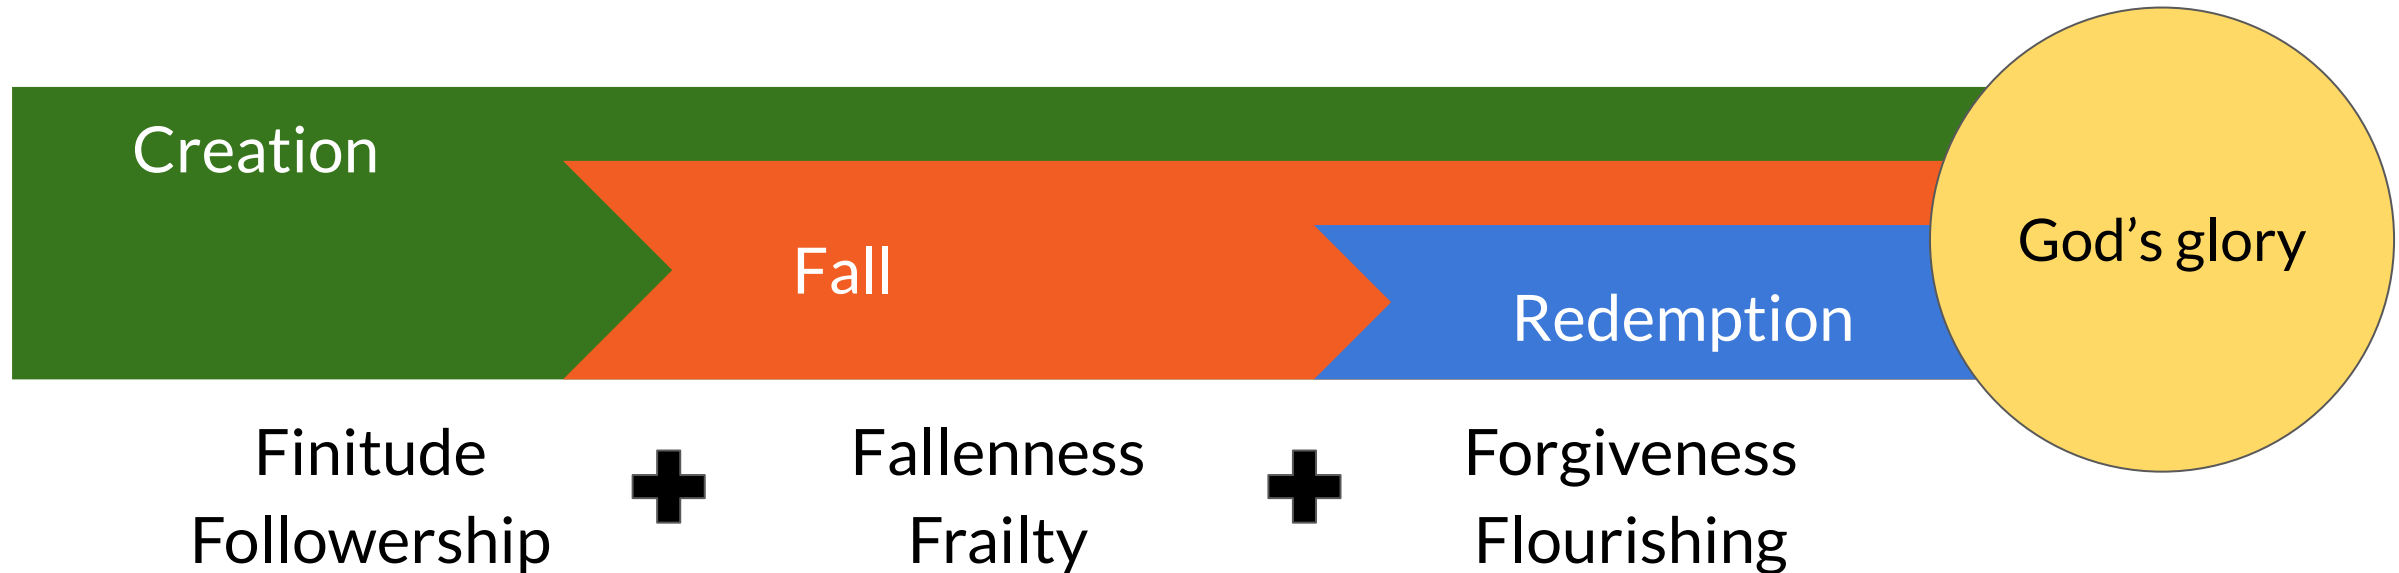 Creation
Fall
Redemption
God’s glory
Finitude
Followership
Fallenness
Frailty
Forgiveness
Flourishing